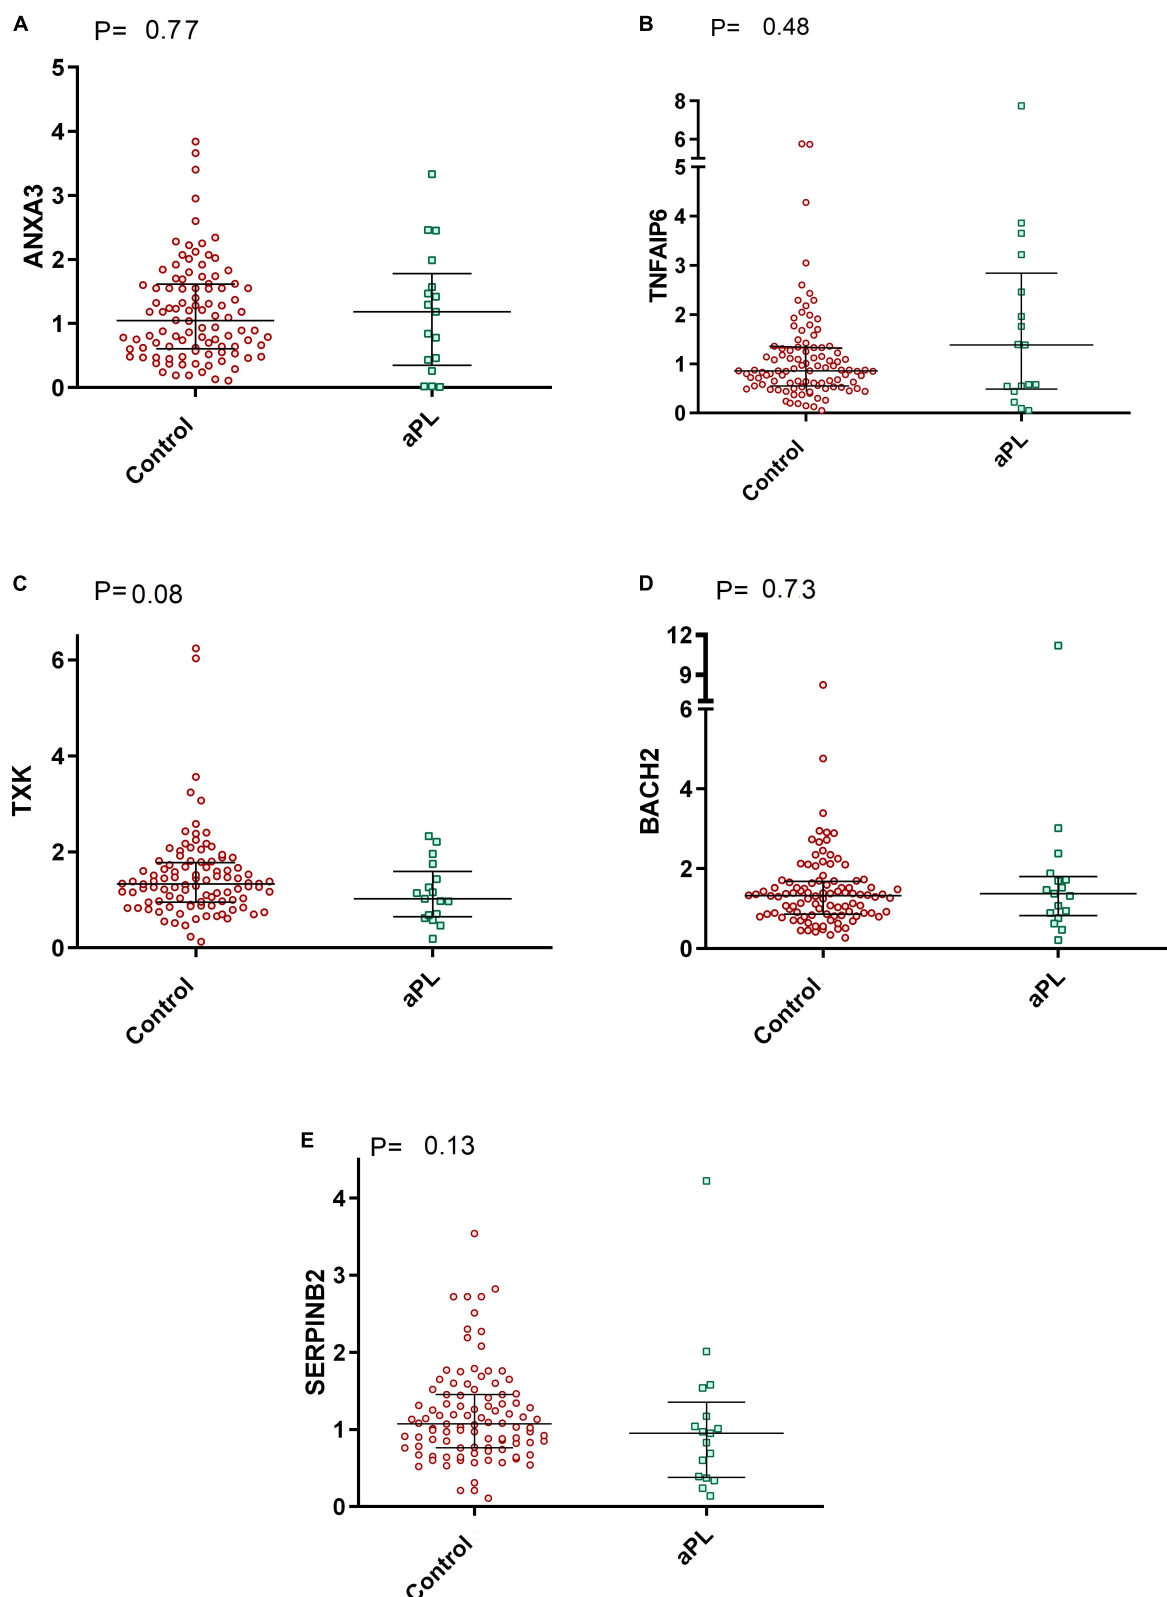 A
P= 0.77
ANXA3
5
4
3
2
1
0
Control
aPL
B
P= 0.48
TNFAIP6
8
6
5
4
3
2
1
0
Control
aPL
C
P= 0.08
TXK
6
4
2
0
Control
aPL
D
P= 0.73
BACH2
12
9
6
4
2
0
Control
aPL
E
P= 0.13
SERPINB2
4
3
2
1
0
Control
aPL